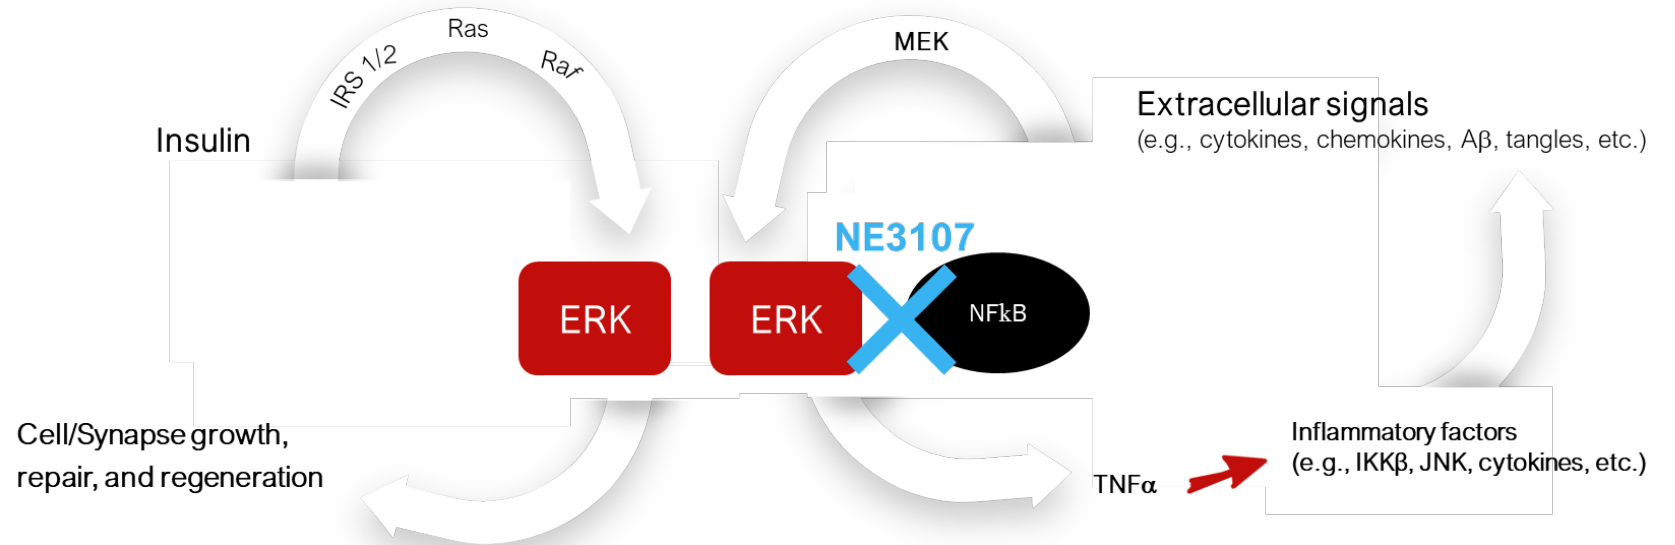 Ras
IRS 1/2
Raf
MEK
Insulin
Extracellular signals
(e.g., cytokines, chemokines, Aβ, tangles, etc.)
NE3107
ERK
ERK
NFkB
Cell/Synapse growth,
repair, and regeneration
TNFα
Inflammatory factors
(e.g., IKKβ, JNK, cytokines, etc.)